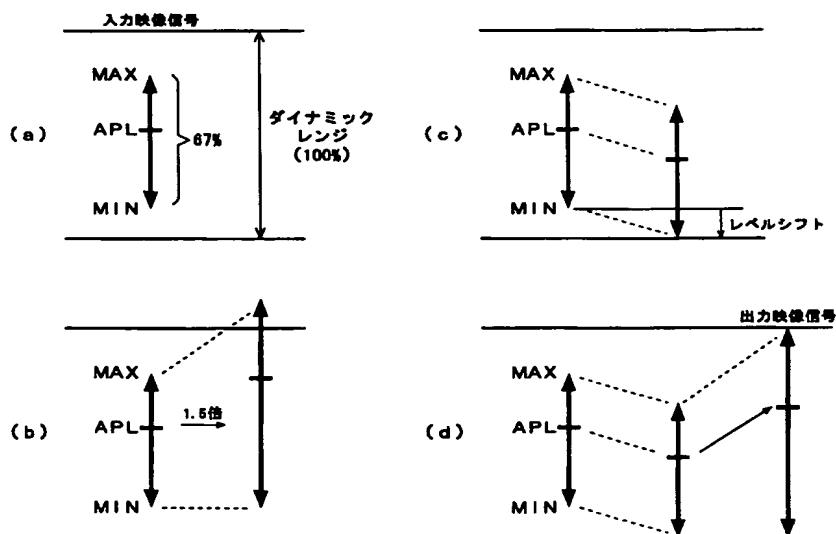 入力映像信号
(a)
MAX
APL
MIN
67%
ダイナミック
レンジ
(100%)
(c)
MAX
APL
MIN
レベルシフト
(b)
MAX
APL
MIN
1.5倍
出力映像信号
(d)
MAX
APL
MIN